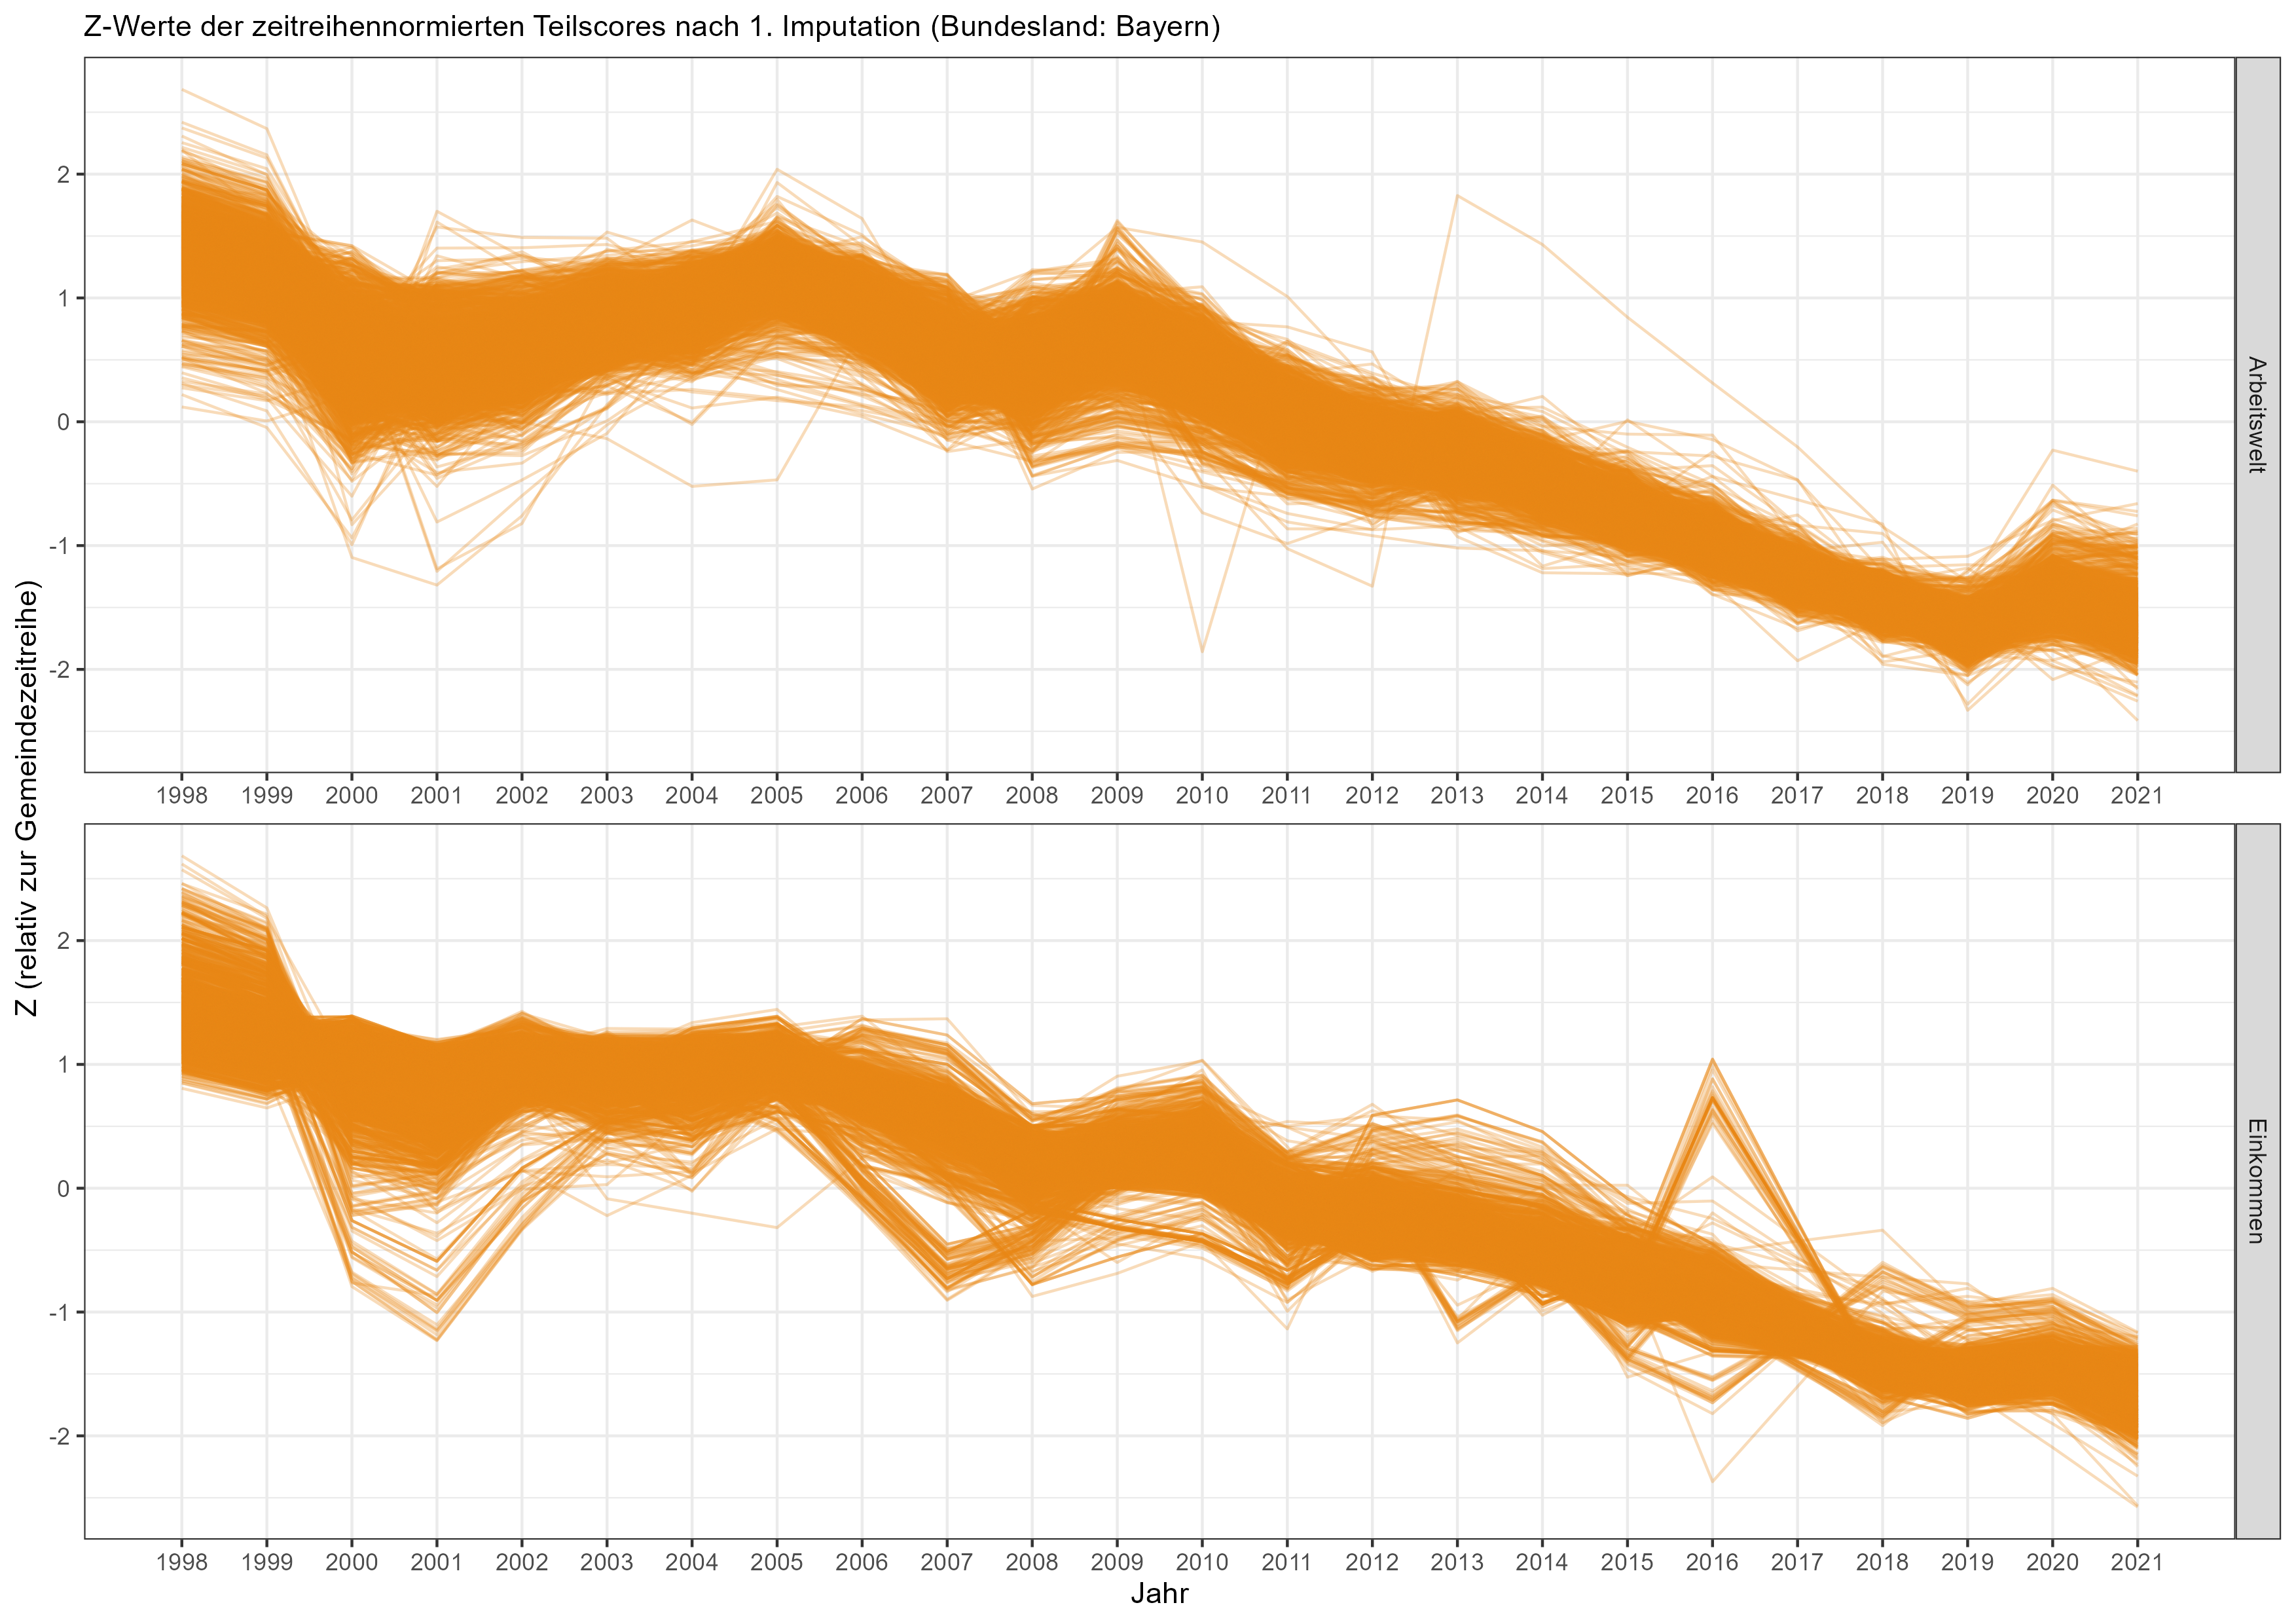 Z-Werte der zeitreihennormierten Teilscores nach 1. Imputation (Bundesland: Bayern)
Z (relativ zur Gemeindezeitreihe)
2
1
0
-1
-2
Arbeitswelt
1998 1999 2000 2001 2002 2003 2004 2005 2006 2007 2008 2009 2010 2011 2012 2013 2014 2015 2016 2017 2018 2019 2020 2021
2
1
0
-1
-2
Einkommen
1998 1999 2000 2001 2002 2003 2004 2005 2006 2007 2008 2009 2010 2011 2012 2013 2014 2015 2016 2017 2018 2019 2020 2021
Jahr